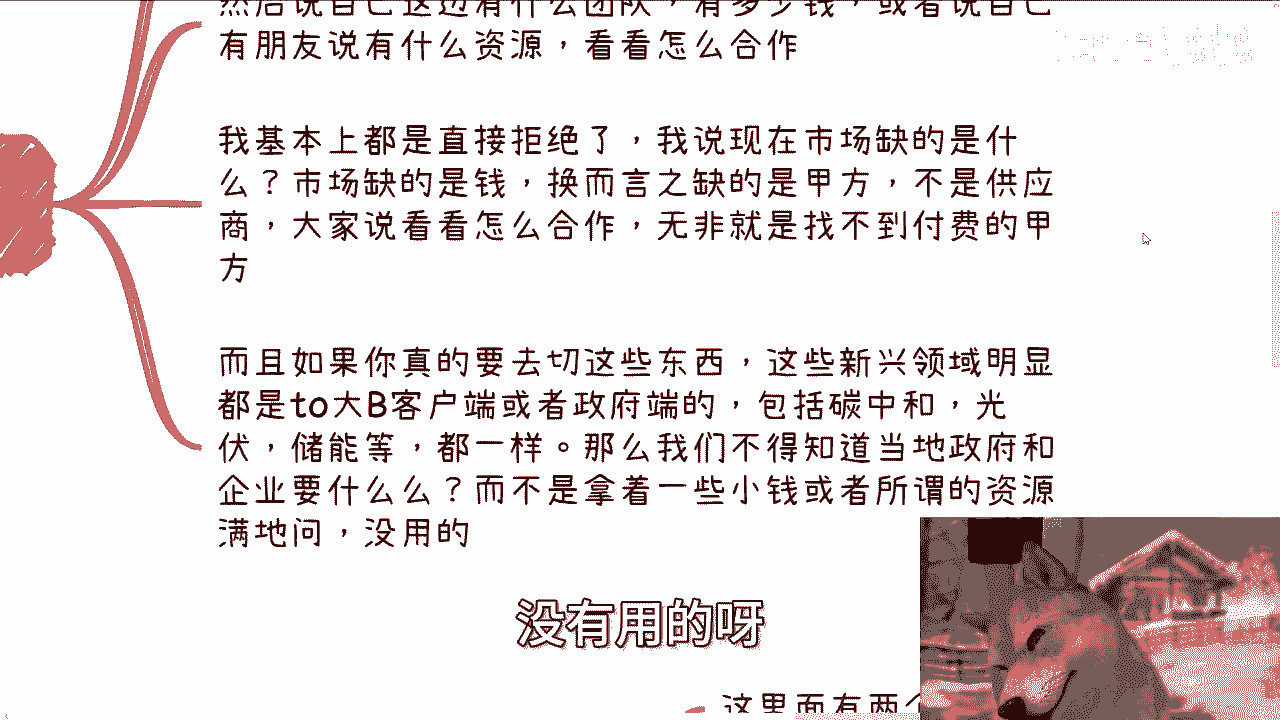 然后说自己这边有什么团队，有多少钱，或者说自己
有朋友说有什么资源，看看怎么合作
我基本上都是直接拒绝了，我说现在市场缺的是什
么？市场缺的是钱，换而言之缺的是甲方，不是供应
商，大家说看看怎么合作，无非就是找不到付费的甲
方
而且如果你真的要去切这些东西，这些新兴领域明显
都是to大B客户端或者政府端的，包括碳中和，光
伏，储能等，都一样。那么我们不得知道当地政府和
企业要什么么？而不是拿着一些小钱或者所谓的资源
满地问，没用的
没有用的呀
这里面有两个